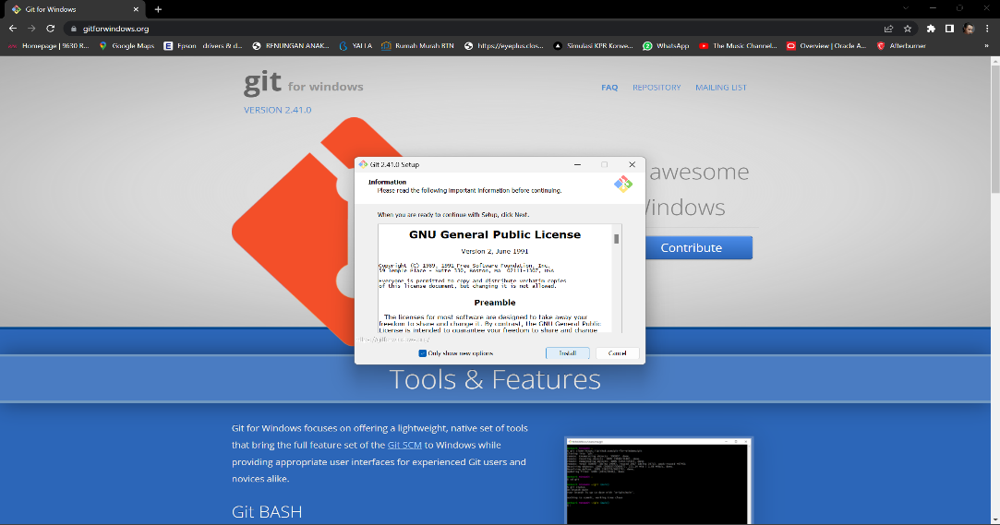 Git for Windows
gitforwindows.org
Homepage | 9630 R...
Google Maps
Epson drivers & d...
RENUNGAN ANAK...
YALLA
Rumah Murah BTN
https://eyeplus.clos...
Simulasi KPR Konve...
WhatsApp
The Music Channel...
Overview | Oracle A...
Afterburner
»
git for windows
FAQ
REPOSITORY
MAILING LIST
VERSION 2.41.0
awesome
Windows
Contribute
Git 2.41.0 Setup
Information
Please read the following important information before continuing.
When you are ready to continue with Setup, click Next.
GNU General Public License
Version 2, June 1991
Copyright (C) 1989, 1991 Free Software Foundation, Inc.
59 Temple Place - Suite 330, Boston, MA 02111-1307, USA
Everyone is permitted to copy and distribute verbatim copies
of this license document, but changing it is not allowed.
Preamble
The licenses for most software are designed to take away your
freedom to share and change it. By contrast, the GNU General Public
License is intended to guarantee your freedom to share and change
https://gitforwindows.org/
Only show new options
Install
Cancel
Tools & Features
Git for Windows focuses on offering a lightweight, native set of tools
that bring the full feature set of the Git SCM to Windows while
providing appropriate user interfaces for experienced Git users and
novices alike.
Git BASH